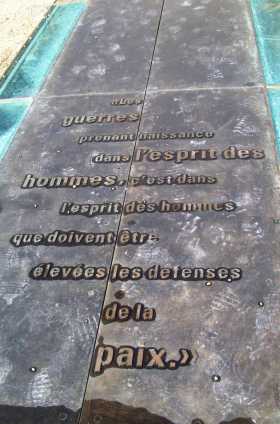 «Les
guerres
prenant naissance
dans l'esprit des
hommes, c'est dans
l'esprit des hommes
que doivent être
élevées les défenses
de la
paix.»